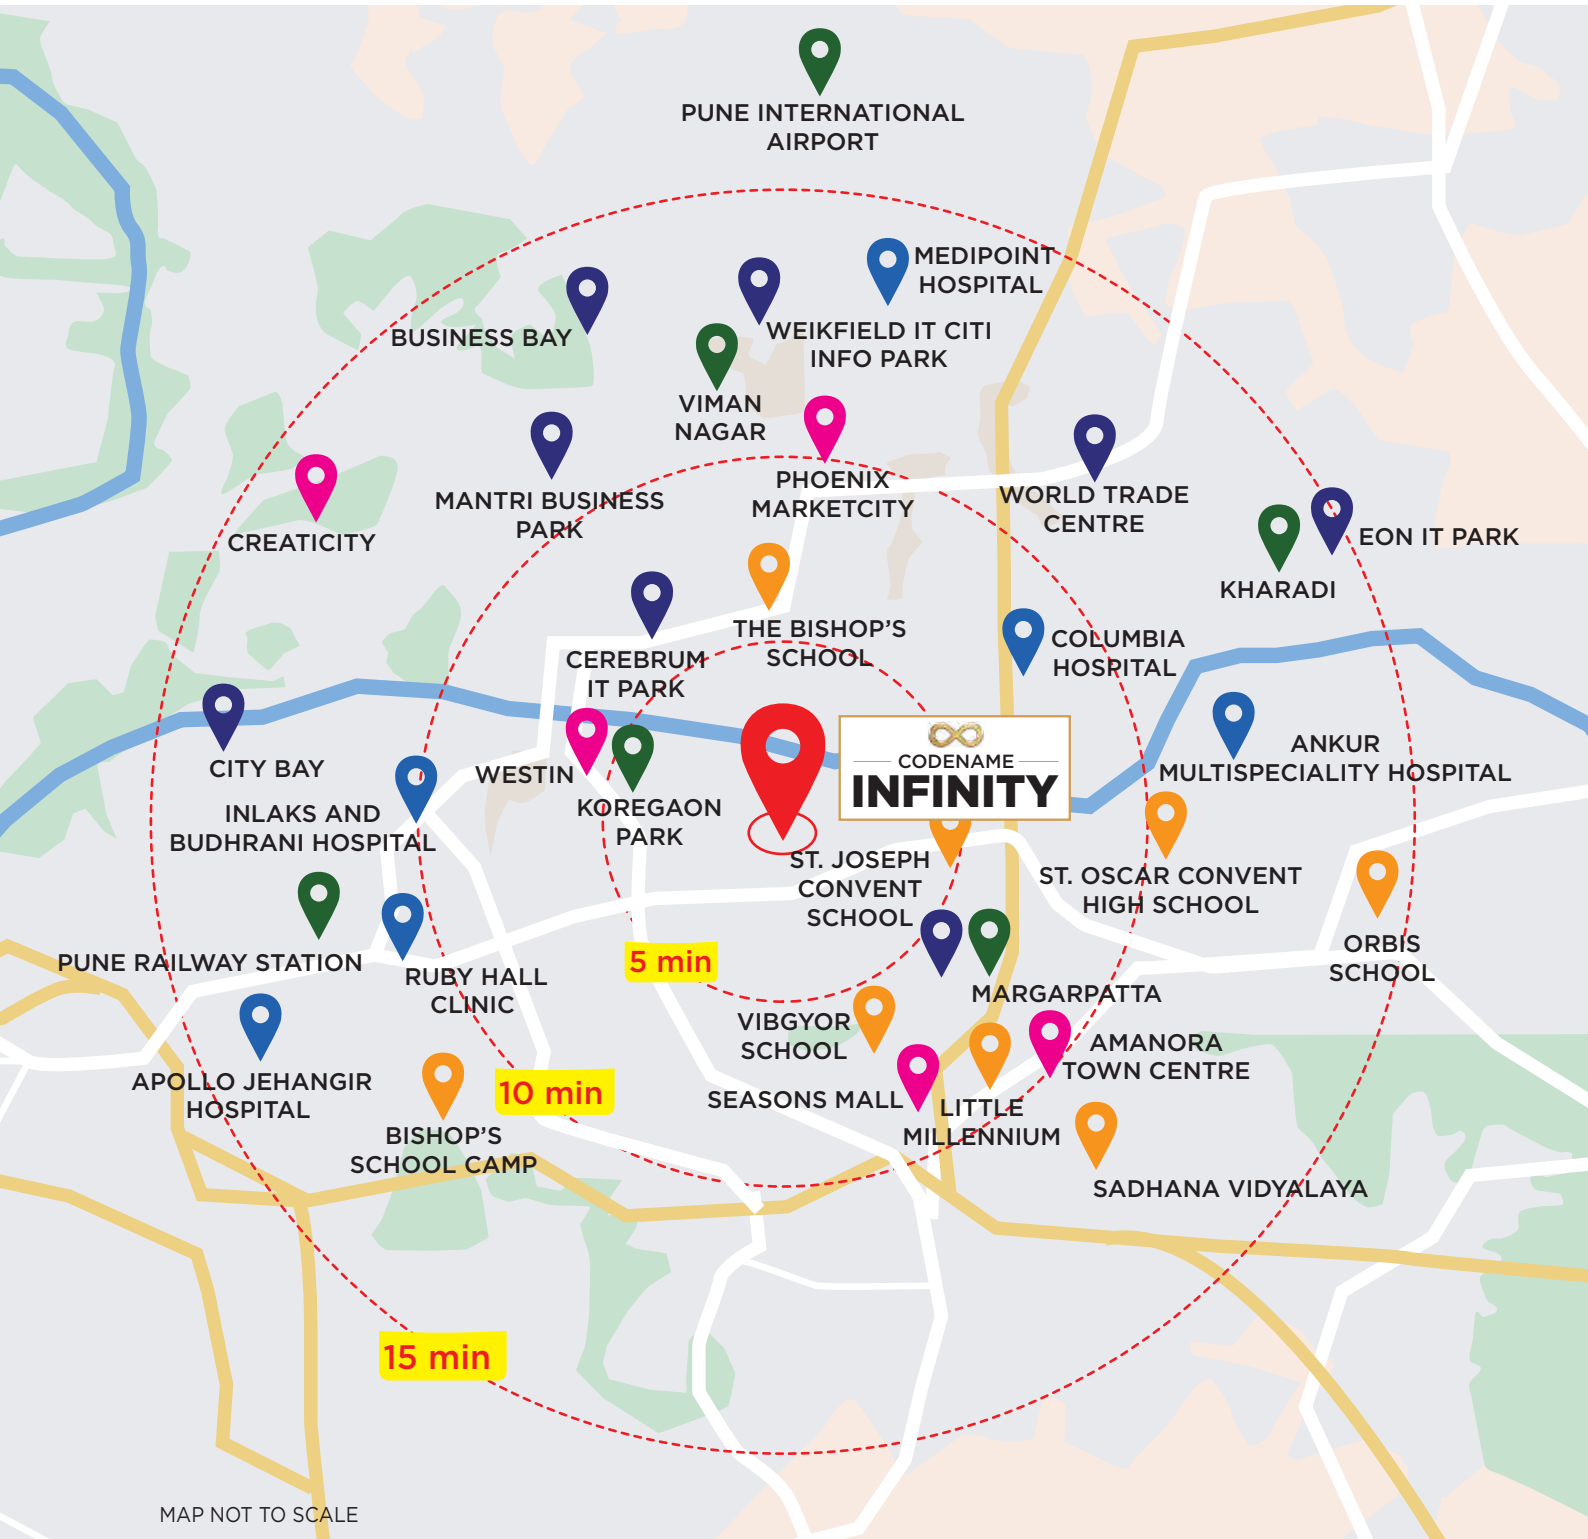 PUNE INTERNATIONAL
AIRPORT
MEDIPOINT
HOSPITAL
BUSINESS BAY
WEIKFIELD IT CITI
INFO PARK
VIMAN
NAGAR
PHOENIX
MARKETCITY
MANTRI BUSINESS
PARK
WORLD TRADE
CENTRE
CREATICITY
EON IT PARK
KHARADI
THE BISHOP'S
SCHOOL
COLUMBIA
HOSPITAL
CEREBRUM
IT PARK
CITY BAY
WESTIN
KOREGAON
PARK
CODENAME
INFINITY
ANKUR
MULTISPECIALITY HOSPITAL
INLAKS AND
BUDHRANI HOSPITAL
ST. JOSEPH
CONVENT
SCHOOL
ST. OSCAR CONVENT
HIGH SCHOOL
ORBIS
SCHOOL
PUNE RAILWAY STATION
RUBY HALL
CLINIC
5 min
MARGARPATTA
VIBGYOR
SCHOOL
AMANORA
TOWN CENTRE
APOLLO JEHANGIR
HOSPITAL
10 min
SEASONS MALL
LITTLE
MILLENNIUM
BISHOP'S
SCHOOL CAMP
SADHANA VIDYALAYA
15 min
MAP NOT TO SCALE